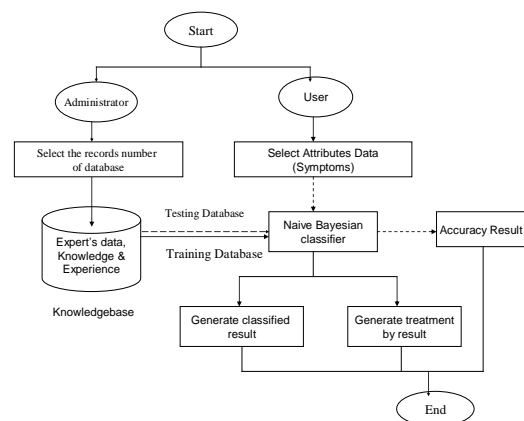 Start
Administrator
User
Select the records number
of database
Select Attributes Data
(Symptoms)
Testing Database
Training Database
Expert's data,
Knowledge &
Experience
Knowledgebase
Naive Bayesian
classifier
Accuracy Result
Generate classified
result
Generate treatment
by result
End